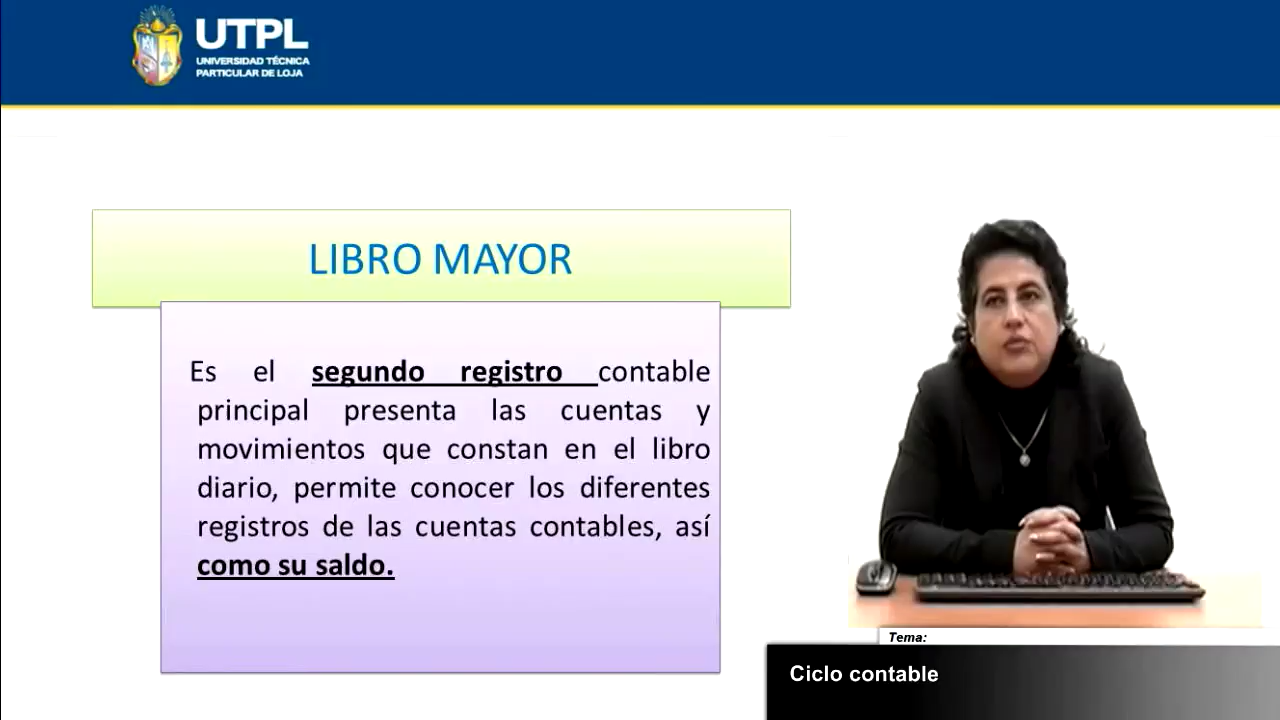 UTPL
UNIVERSIDAD TÉCNICA
PARTICULAR DE LOJA
LIBRO MAYOR
Es el segundo registro contable
principal presenta las cuentas y
movimientos que constan en el libro
diario, permite conocer los diferentes
registros de las cuentas contables, así
como su saldo.
Tema:
Ciclo contable